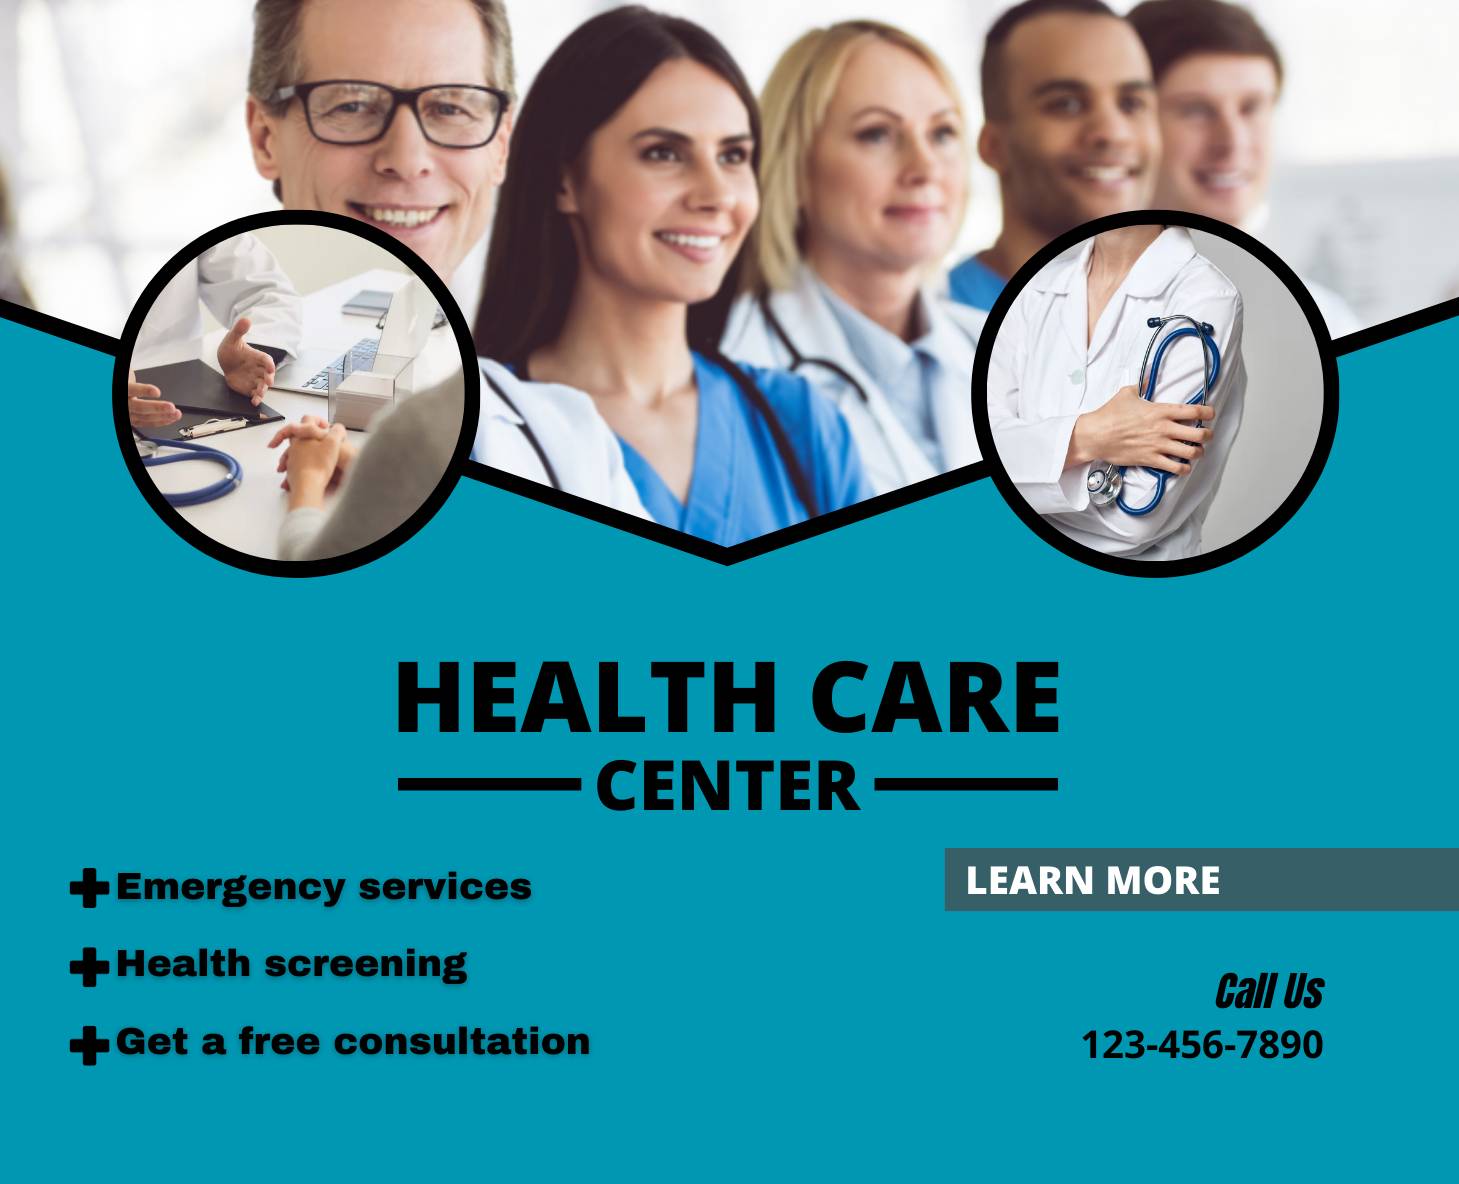 HEALTH CARE
CENTER
Emergency services
Health screening
Get a free consultation
LEARN MORE
Call Us
123-456-7890